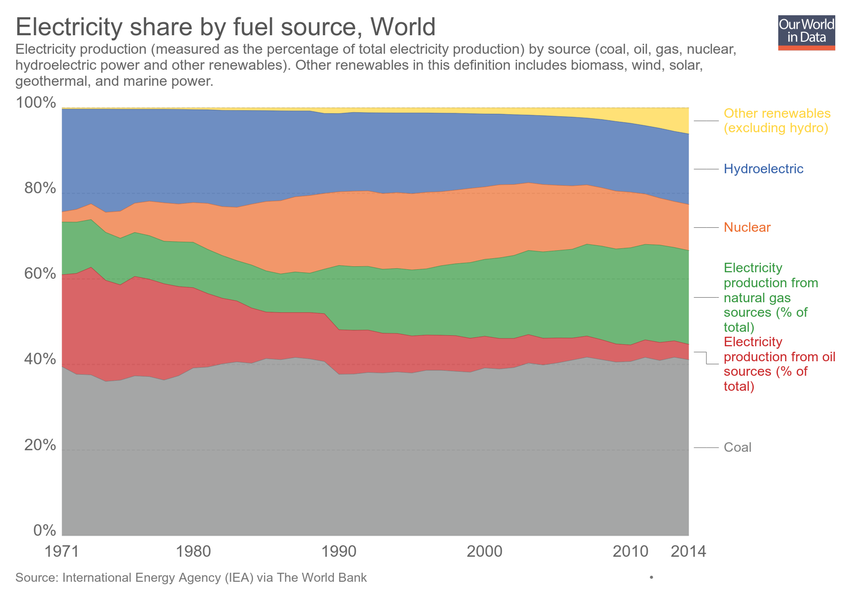 Electricity share by fuel source, World
Our World
in Data
Electricity production (measured as the percentage of total electricity production) by source (coal, oil, gas, nuclear,
hydroelectric power and other renewables). Other renewables in this definition includes biomass, wind, solar,
geothermal, and marine power.
100%
80%
60%
40%
20%
0%
Other renewables
(excluding hydro)
Hydroelectric
Nuclear
Electricity
production from
natural gas
sources (% of
total)
Electricity
production from oil
sources (% of
total)
Coal
1971
1980
1990
2000
2010
2014
Source: International Energy Agency (IEA) via The World Bank
•